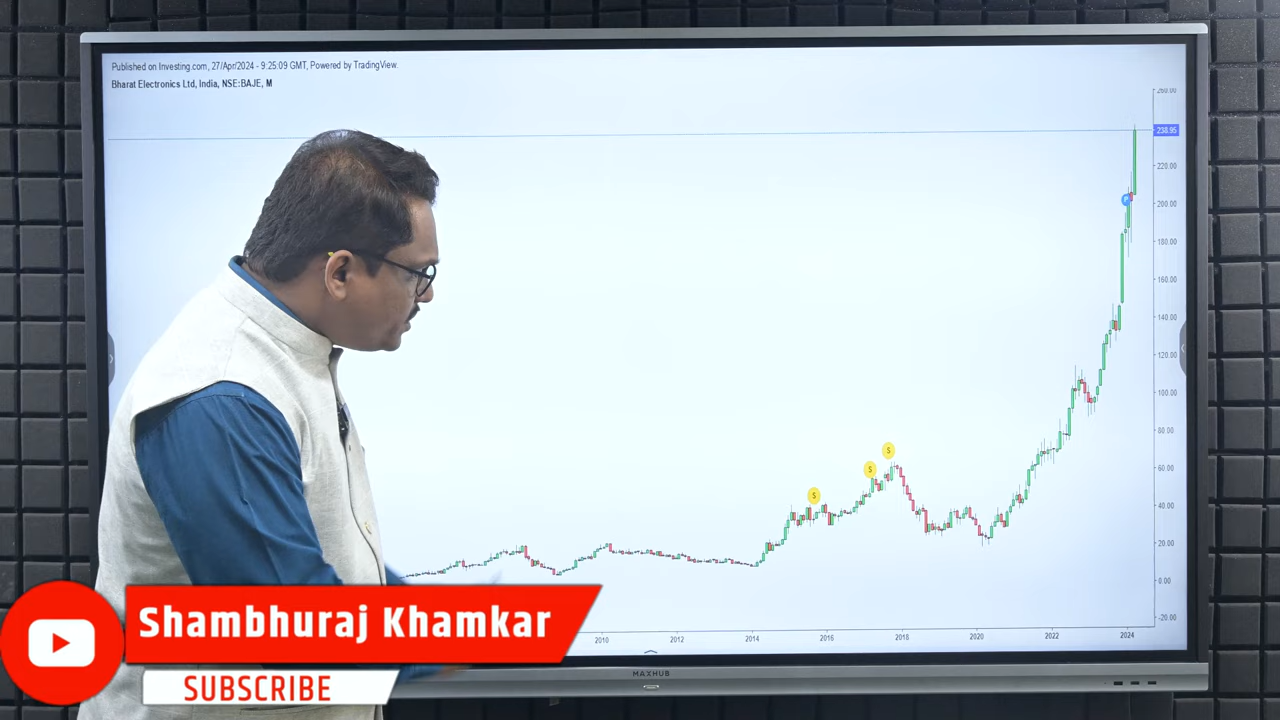 Published on Investing.com, 27/Apr/2024 - 9:25:09 GMT, Powered by TradingView.
Bharat Electronics Ltd, India, NSE:BAJE, M
260.00
238.95
220.00
200.00
180.00
160.00
140.00
120.00
100.00
80.00
60.00
40.00
20.00
0.00
-20.00
P
S
S
S
2010
2012
2014
2016
2018
2020
2022
2024
MAXHUB
Shambhuraj Khamkar
SUBSCRIBE